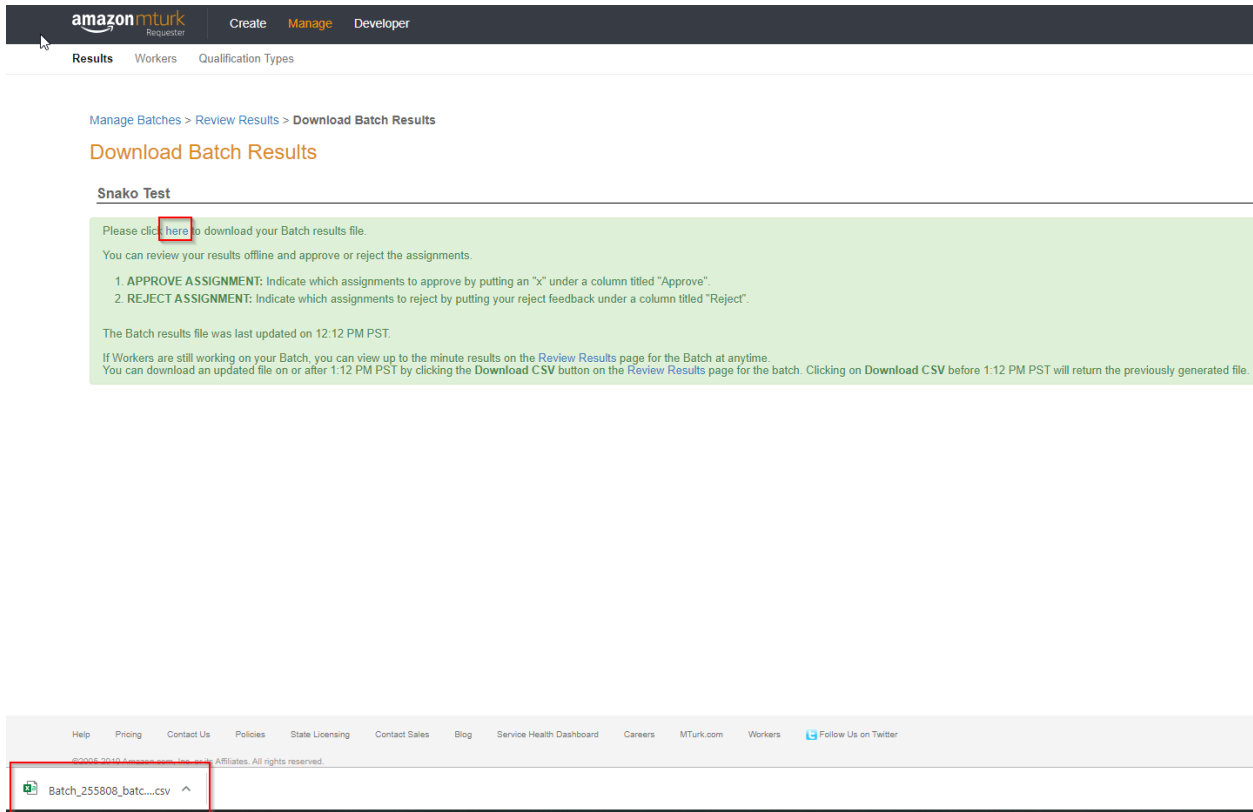 amazonmturk
Requester
Create Manage Developer
Results Workers Qualification Types
Manage Batches > Review Results > Download Batch Results
Download Batch Results
Snako Test
Please click here to download your Batch results file.
You can review your results offline and approve or reject the assignments.
1. APPROVE ASSIGNMENT: Indicate which assignments to approve by putting an "x" under a column titled "Approve".
2. REJECT ASSIGNMENT: Indicate which assignments to reject by putting your reject feedback under a column titled "Reject".
The Batch results file was last updated on 12:12 PM PST.
If Workers are still working on your Batch, you can view up to the minute results on the Review Results page for the Batch at anytime.
You can download an updated file on or after 1:12 PM PST by clicking the Download CSV button on the Review Results page for the batch. Clicking on Download CSV before 1:12 PM PST will return the previously generated file.
Help Pricing Contact Us Policies State Licensing Contact Sales Blog Service Health Dashboard Careers MTurk.com Workers Follow Us on Twitter
©2005-2019 Amazon.com, Inc. or its Affiliates. All rights reserved.
Batch_255808_batc....csv